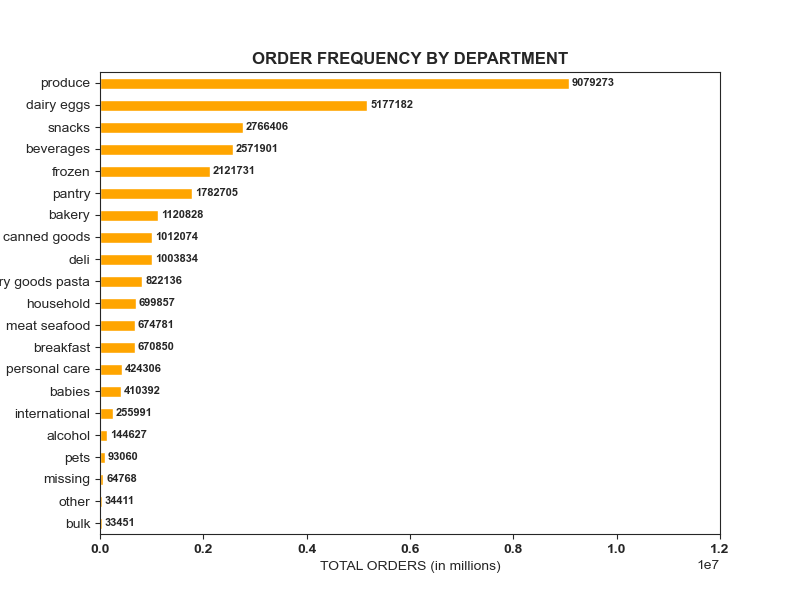 ORDER FREQUENCY BY DEPARTMENT
produce 9079273
dairy eggs 5177182
snacks 2766406
beverages 2571901
frozen 2121731
pantry 1782705
bakery 1120828
canned goods 1012074
deli 1003834
ry goods pasta 822136
household 699857
meat seafood 674781
breakfast 670850
personal care 424306
babies 410392
international 255991
alcohol 144627
pets 93060
missing 64768
other 34411
bulk 33451
0.0 0.2 0.4 0.6 0.8 1.0 1.2
TOTAL ORDERS (in millions) 1e7